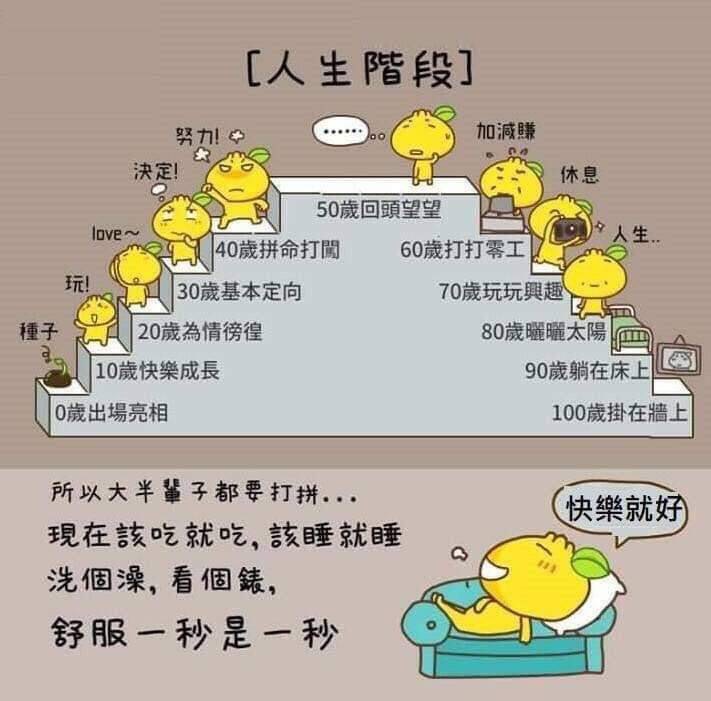 [人生階段]
努力!
......
加減賺
決定!
休息
love~
人生..
玩!
種子
50歲回頭望望
40歲拼命打闖
60歲打打零工
30歲基本定向
70歲玩玩興趣
20歲為情徬徨
80歲曬曬太陽
10歲快樂成長
90歲躺在床上
0歲出場亮相
100歲掛在牆上
所以大半輩子都要打拼...
快樂就好
現在該吃就吃,該睡就睡
洗個澡,看個錶,
舒服一秒是一秒